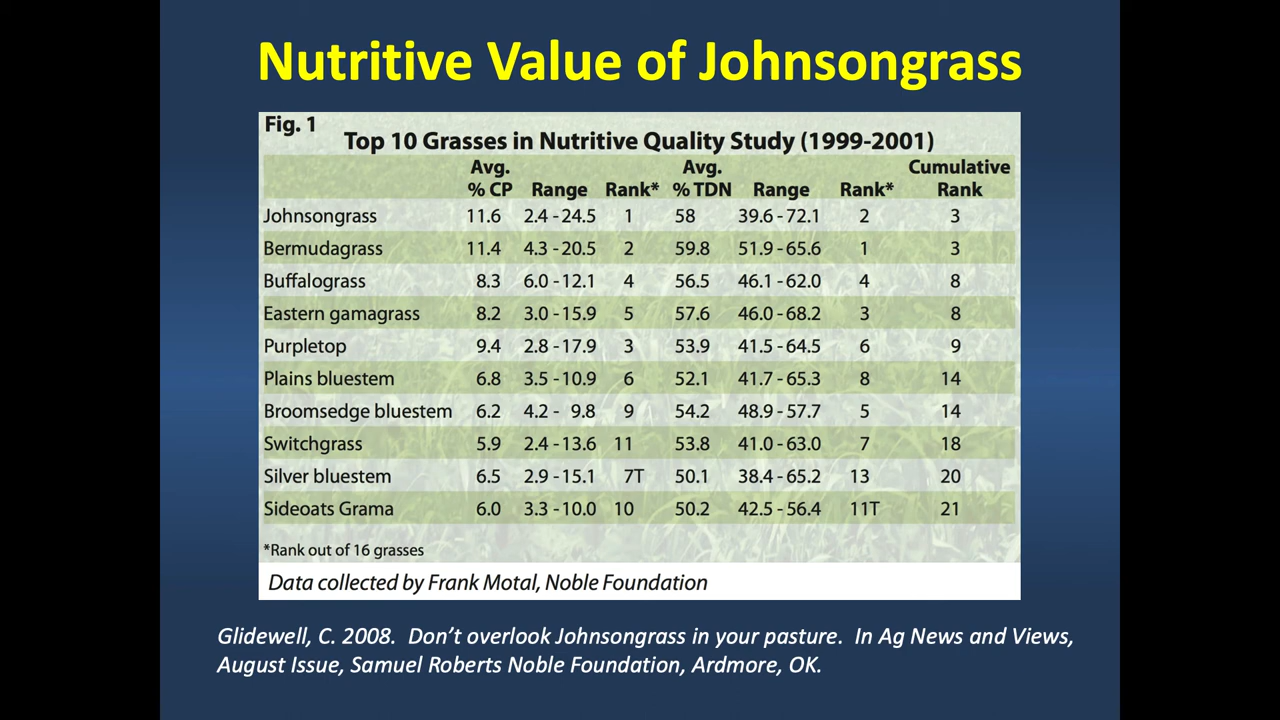 Nutritive Value of Johnsongrass
Fig. 1
Top 10 Grasses in Nutritive Quality Study (1999-2001)
Avg. Avg. Cumulative
% CP Range Rank* % TDN Range Rank* Rank
Johnsongrass 11.6 2.4 - 24.5 1 58 39.6 - 72.1 2 3
Bermudagrass 11.4 4.3 - 20.5 2 59.8 51.9 - 65.6 1 3
Buffalograss 8.3 6.0 - 12.1 4 56.5 46.1 - 62.0 4 8
Eastern gamagrass 8.2 3.0 - 15.9 5 57.6 46.0 - 68.2 3 8
Purpletop 9.4 2.8 - 17.9 3 53.9 41.5 - 64.5 6 9
Plains bluestem 6.8 3.5 - 10.9 6 52.1 41.7 - 65.3 8 14
Broomsedge bluestem 6.2 4.2 - 9.8 9 54.2 48.9 - 57.7 5 14
Switchgrass 5.9 2.4 - 13.6 11 53.8 41.0 - 63.0 7 18
Silver bluestem 6.5 2.9 - 15.1 7T 50.1 38.4 - 65.2 13 20
Sideoats Grama 6.0 3.3 - 10.0 10 50.2 42.5 - 56.4 11T 21
*Rank out of 16 grasses
Data collected by Frank Motal, Noble Foundation
Glidewell, C. 2008. Don't overlook Johnsongrass in your pasture. In Ag News and Views,
August Issue, Samuel Roberts Noble Foundation, Ardmore, OK.